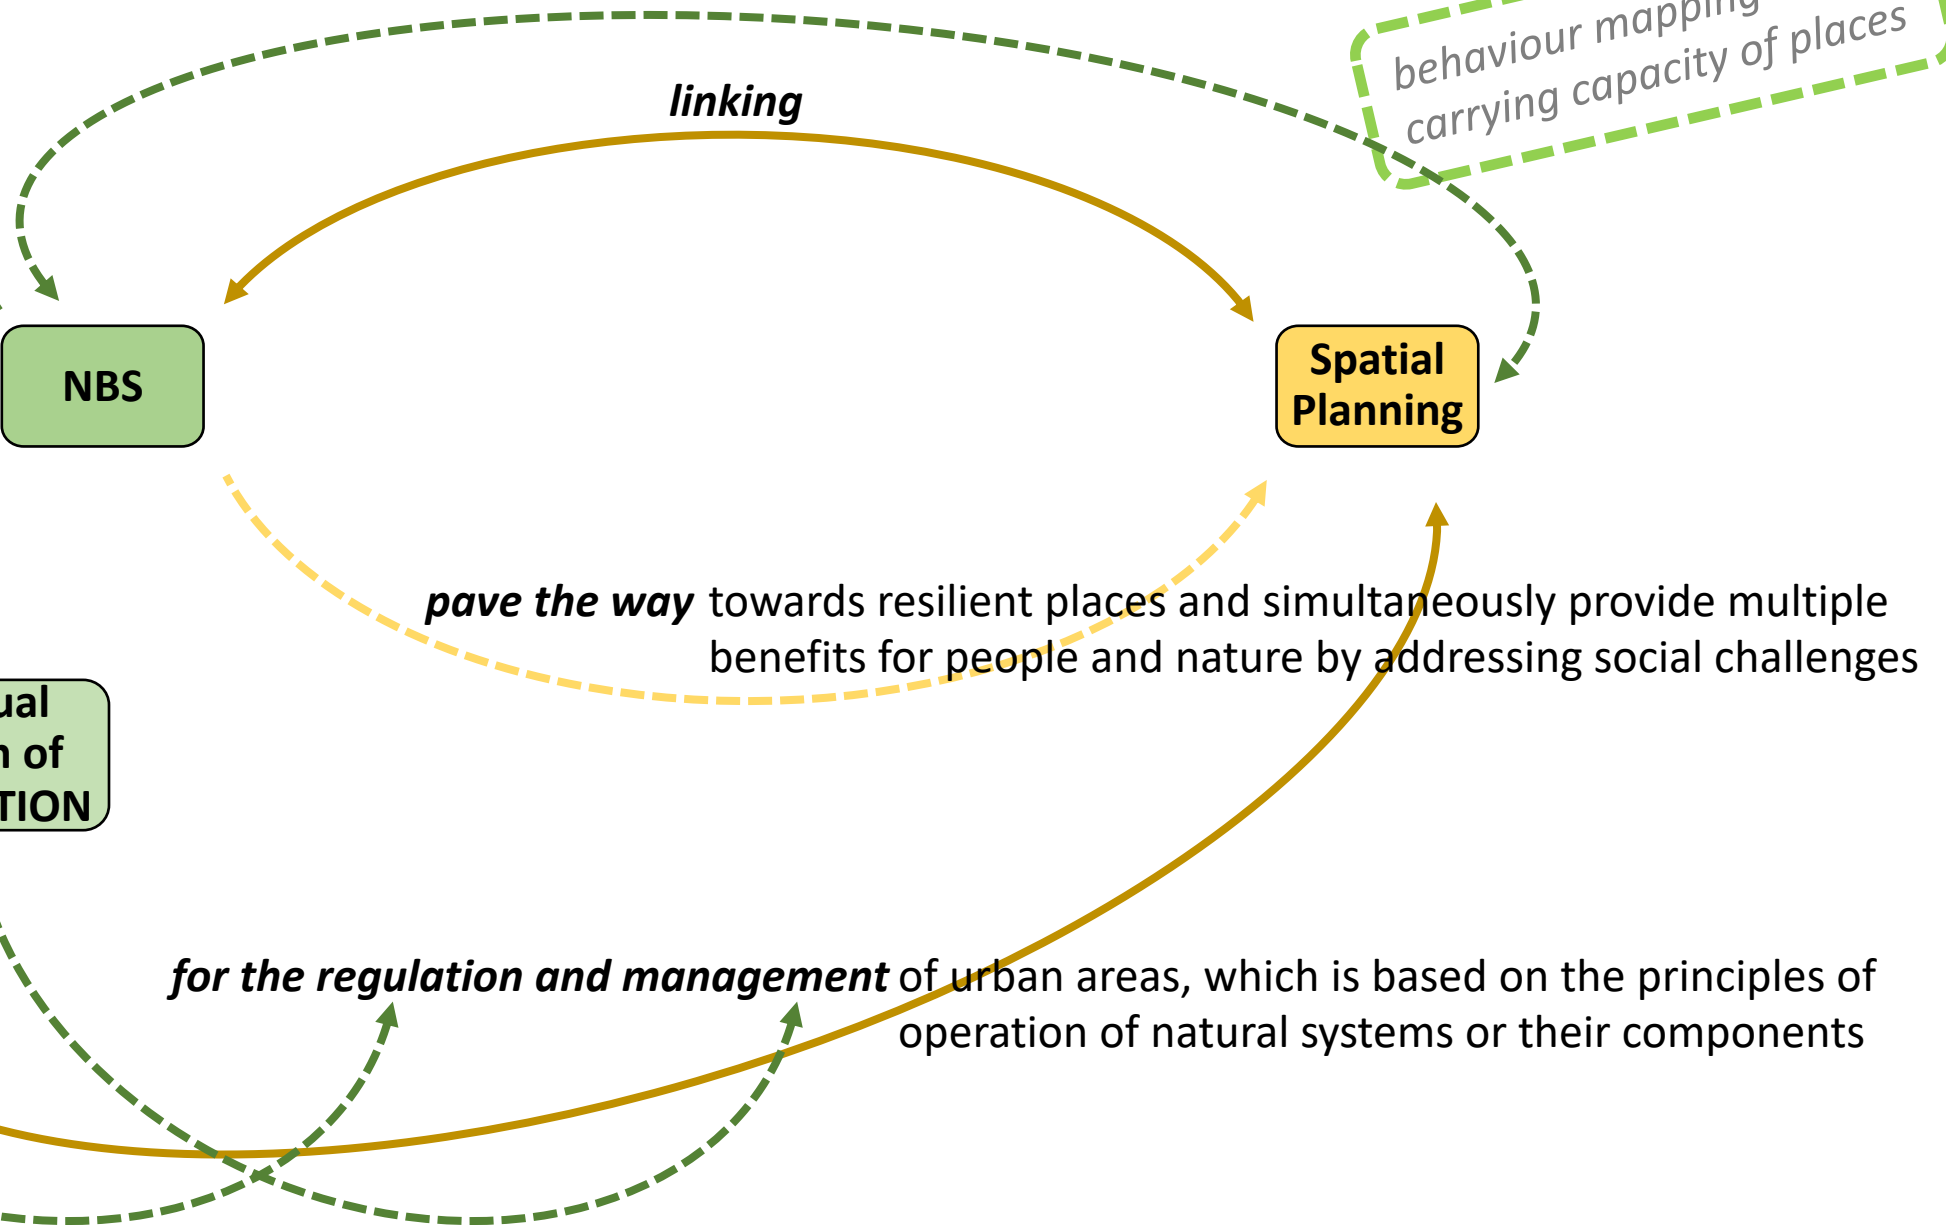 behaviour mapping
carrying capacity of places
linking
NBS
Spatial
Planning
pave the way towards resilient places and simultaneously provide multiple
benefits for people and nature by addressing social challenges
ual
of
TION
for the regulation and management of urban areas, which is based on the principles of
operation of natural systems or their components